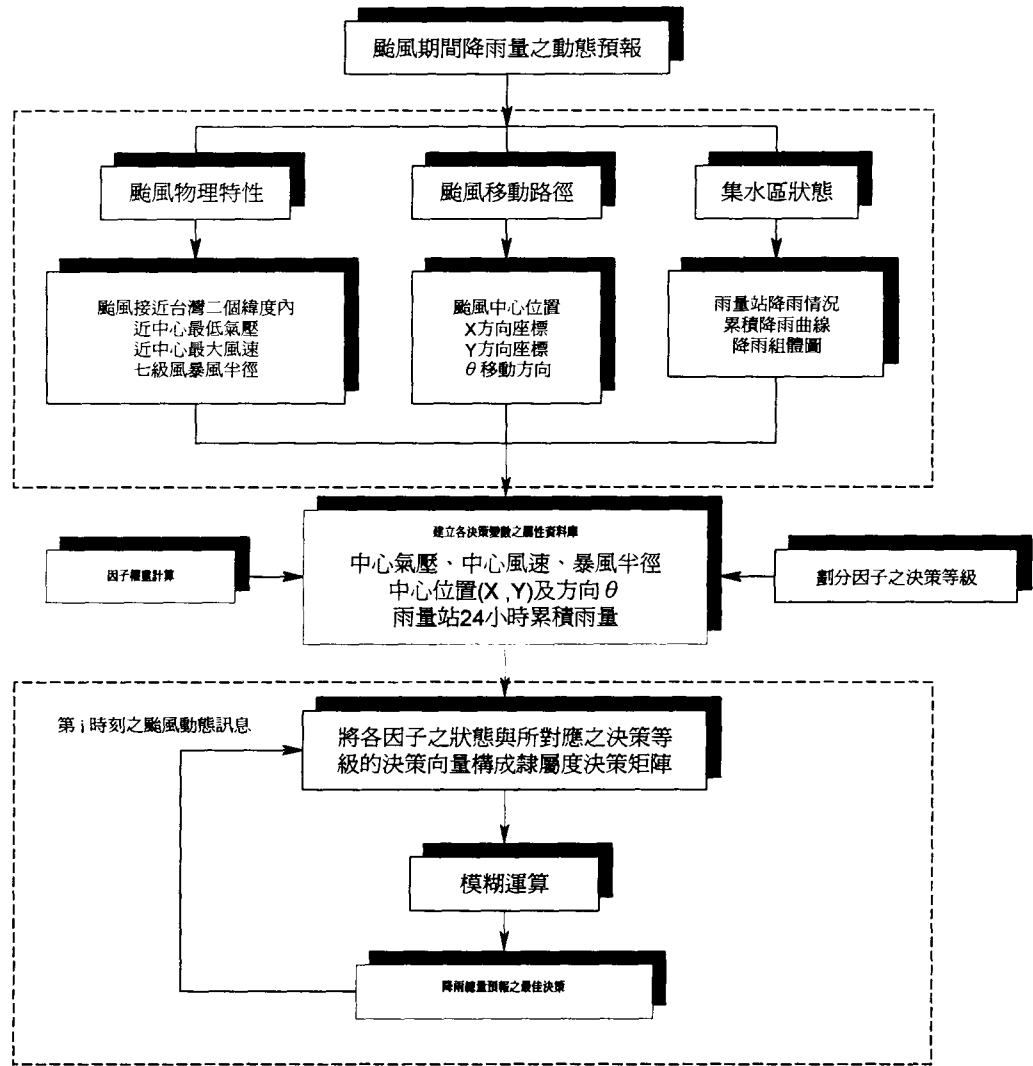 颱風期間降雨量之動態預報
颱風物理特性
颱風移動路徑
集水區狀態
颱風接近台灣二個緯度內
近中心最低氣壓
近中心最大風速
七級風暴風半徑
颱風中心位置
X方向座標
Y方向座標
θ移動方向
雨量站降雨情況
累積降雨曲線
降雨組體圖
建立各決策變數之屬性資料庫
中心氣壓、中心風速、暴風半徑
中心位置(X ,Y)及方向θ
雨量站24小時累積雨量
因子權重計算
劃分因子之決策等級
第i時刻之颱風動態訊息
將各因子之狀態與所對應之決策等
級的決策向量構成隸屬度決策矩陣
模糊運算
降雨總量預報之最佳決策